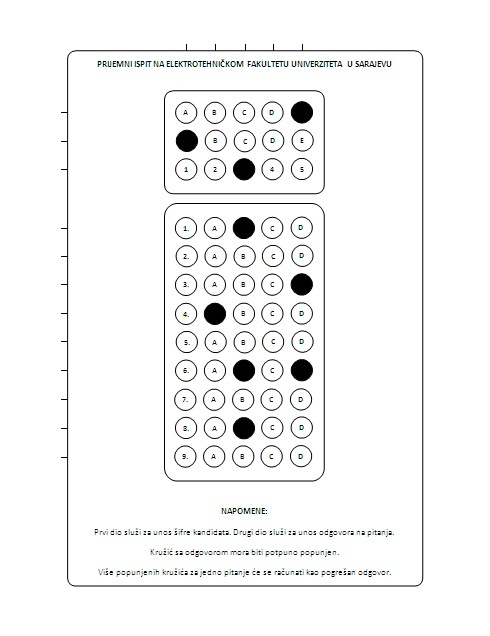 PRIJEMNI ISPIT NA ELEKTROTEHNIČKOM FAKULTETU UNIVERZITETA U SARAJEVU
A B C D
B C D E
1 2 4 5
1. A C D
2. A B C D
3. A B C
4. B C D
5. A B C D
6. A C
7. A B C D
8. A C D
9. A B C D
NAPOMENE:
Prvi dio služi za unos šifre kandidata. Drugi dio služi za unos odgovora na pitanja.
Kružić sa odgovorom mora biti potpuno popunjen.
Više popunjenih kružića za jedno pitanje će se računati kao pogrešan odgovor.